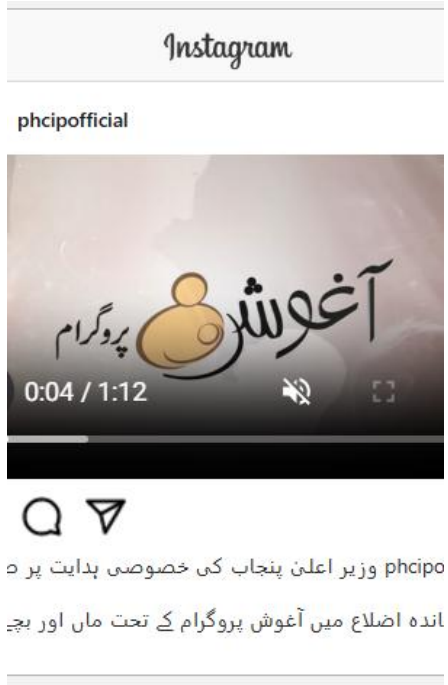 Instagram
phcipofficial
آغوش پروگرام
0:04 / 1:12
وزیر اعلیٰ پنجاب کی خصوصی ہدایت پر
اضلاع میں آغوش پروگرام کے تحت ماں اور